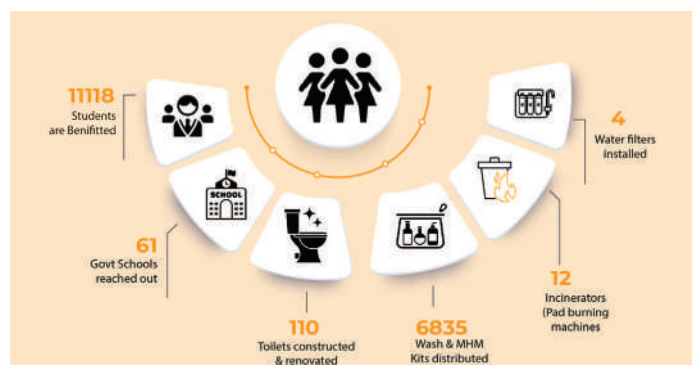 11118
Students
are Benifitted
SCHOOL
61
Govt Schools
reached out
110
Toilets constructed
& renovated
6835
Wash & MHM
Kits distributed
12
Incinerators
(Pad burning
machines
4
Water filters
installed